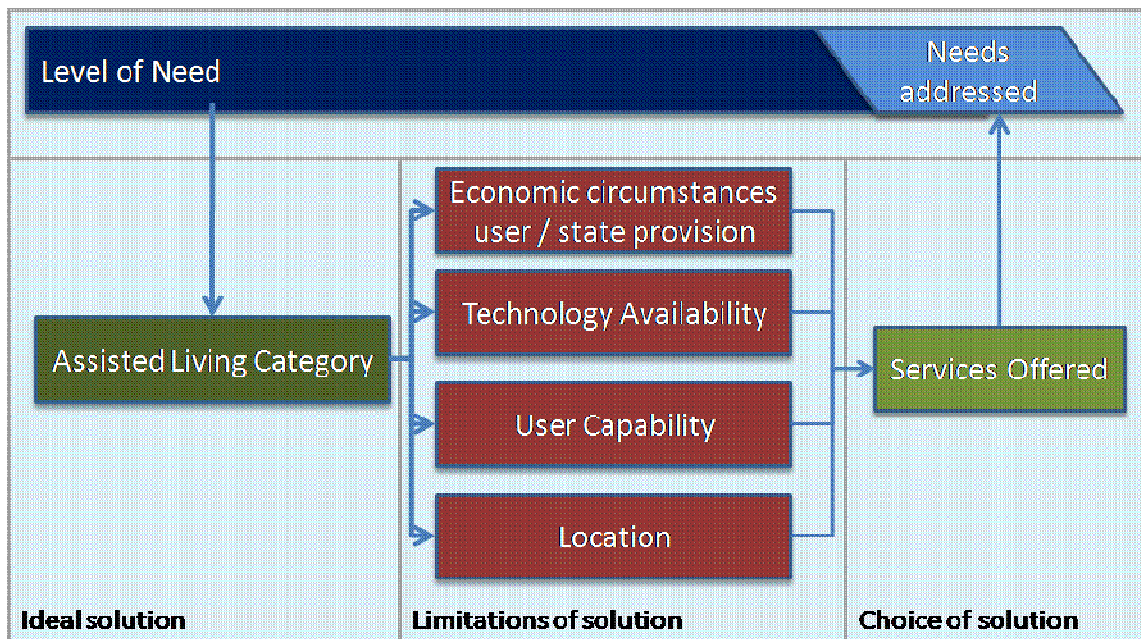 Level of Need
Needs
addressed
Economic circumstances
user / state provision
Technology Availability
Assisted Living Category
Services Offered
User Capability
Location
Ideal solution
Limitations of solution
Choice of solution